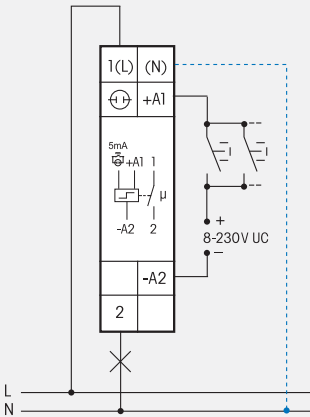 1(L) (N)
+A1
5mA
+A1 1
µ
-A2 2
+
8-230V UC
−
-A2
2
L
N